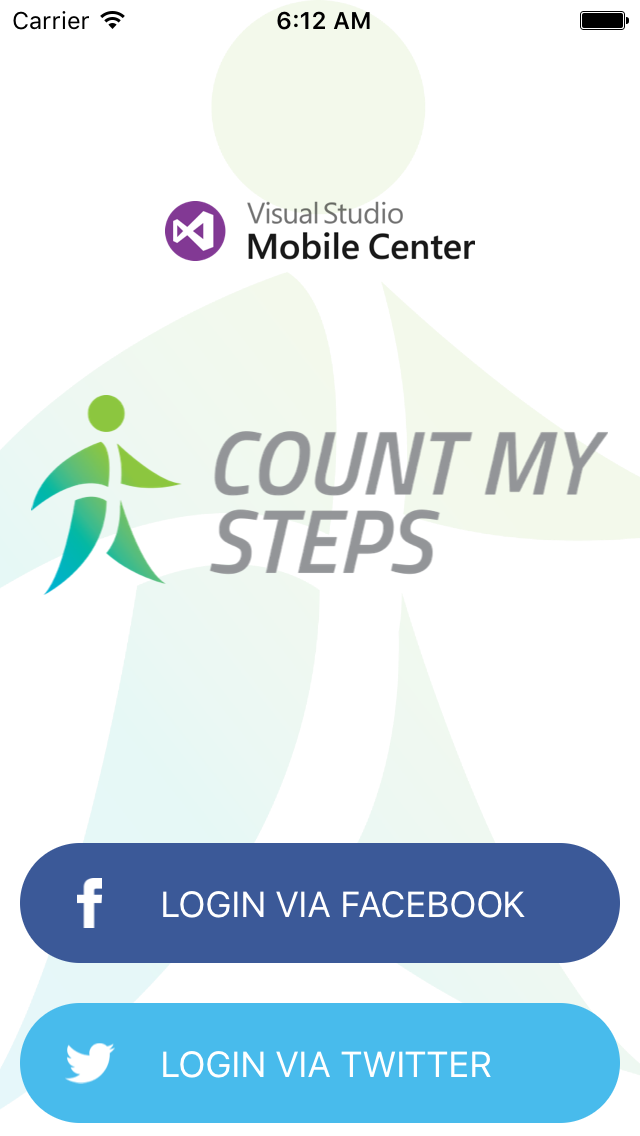 Carrier 6:12 AM
Visual Studio
Mobile Center
COUNT MY
STEPS
LOGIN VIA FACEBOOK
LOGIN VIA TWITTER